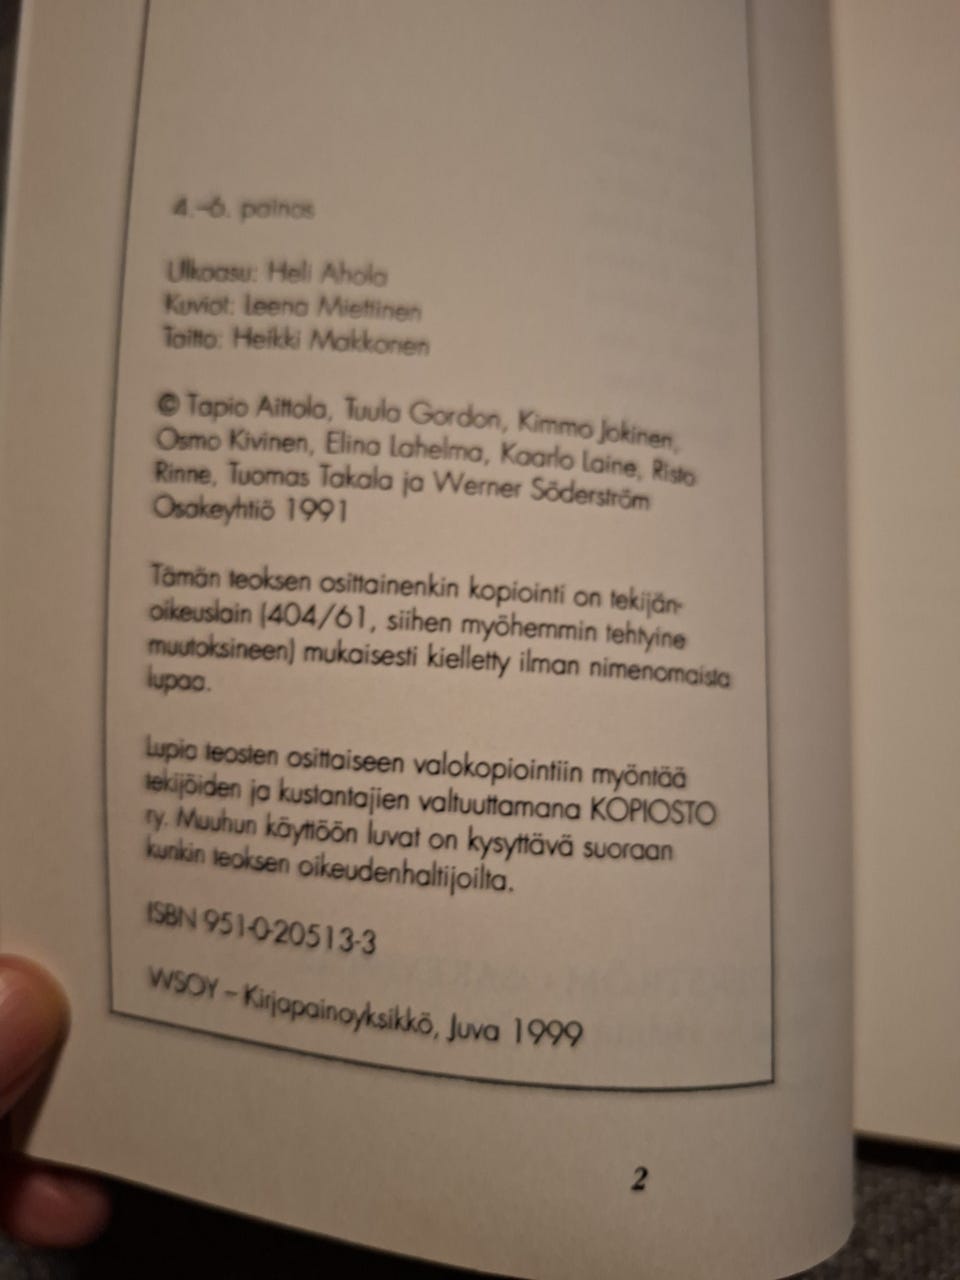 4.–6. painos
Ulkoasu: Heli Ahola
Kuviot: Leena Miettinen
Taitto: Heikki Makkonen
© Tapio Aittola, Tuula Gordon, Kimmo Jokinen,
Osmo Kivinen, Elina Lahelma, Kaarlo Laine, Risto
Rinne, Tuomas Takala ja Werner Söderström
Osakeyhtiö 1991
Tämän teoksen osittainenkin kopiointi on tekijän-
oikeuslain (404/61, siihen myöhemmin tehtyine
muutoksineen) mukaisesti kielletty ilman nimenomaista
lupaa.
Lupia teosten osittaiseen valokopiointiin myöntää
tekijöiden ja kustantajien valtuuttamana KOPIOSTO
ry. Muuhun käyttöön luvat on kysyttävä suoraan
kunkin teoksen oikeudenhaltijoilta.
ISBN 951-0-20513-3
WSOY – Kirjapainoyksikkö, Juva 1999
2